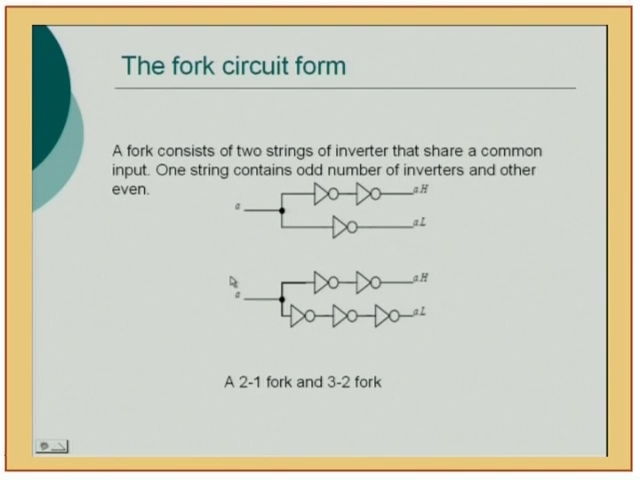 The fork circuit form
A fork consists of two strings of inverter that share a common
input. One string contains odd number of inverters and other
even.
a
aH
aL
a
aH
aL
A 2-1 fork and 3-2 fork